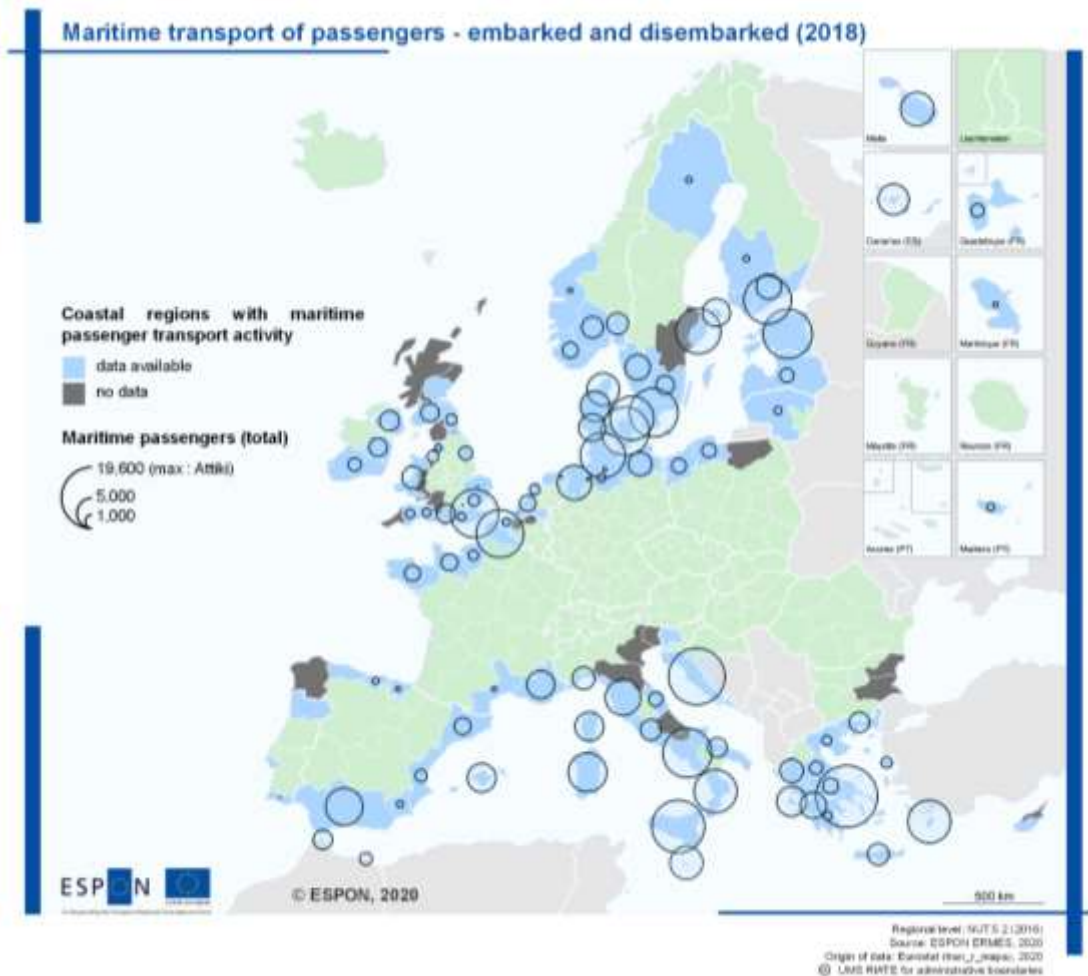 Maritime transport of passengers - embarked and disembarked (2018)
Malta
Liechtenstein
Canarias (ES)
Guadeloupe (FR)
Guyane (FR)
Martinique (FR)
Mayotte (FR)
Réunion (FR)
Acores (PT)
Madeira (PT)
Coastal regions with maritime
passenger transport activity
data available
no data
Maritime passengers (total)
19,600 (max : Attiki)
5,000
1,000
ESPON
© ESPON, 2020
500 km
Regional level: NUTS 2 (2016)
Source: ESPON ERMES, 2020
Origin of data: Eurostat 2020
© UMS RIATE for administrative boundaries